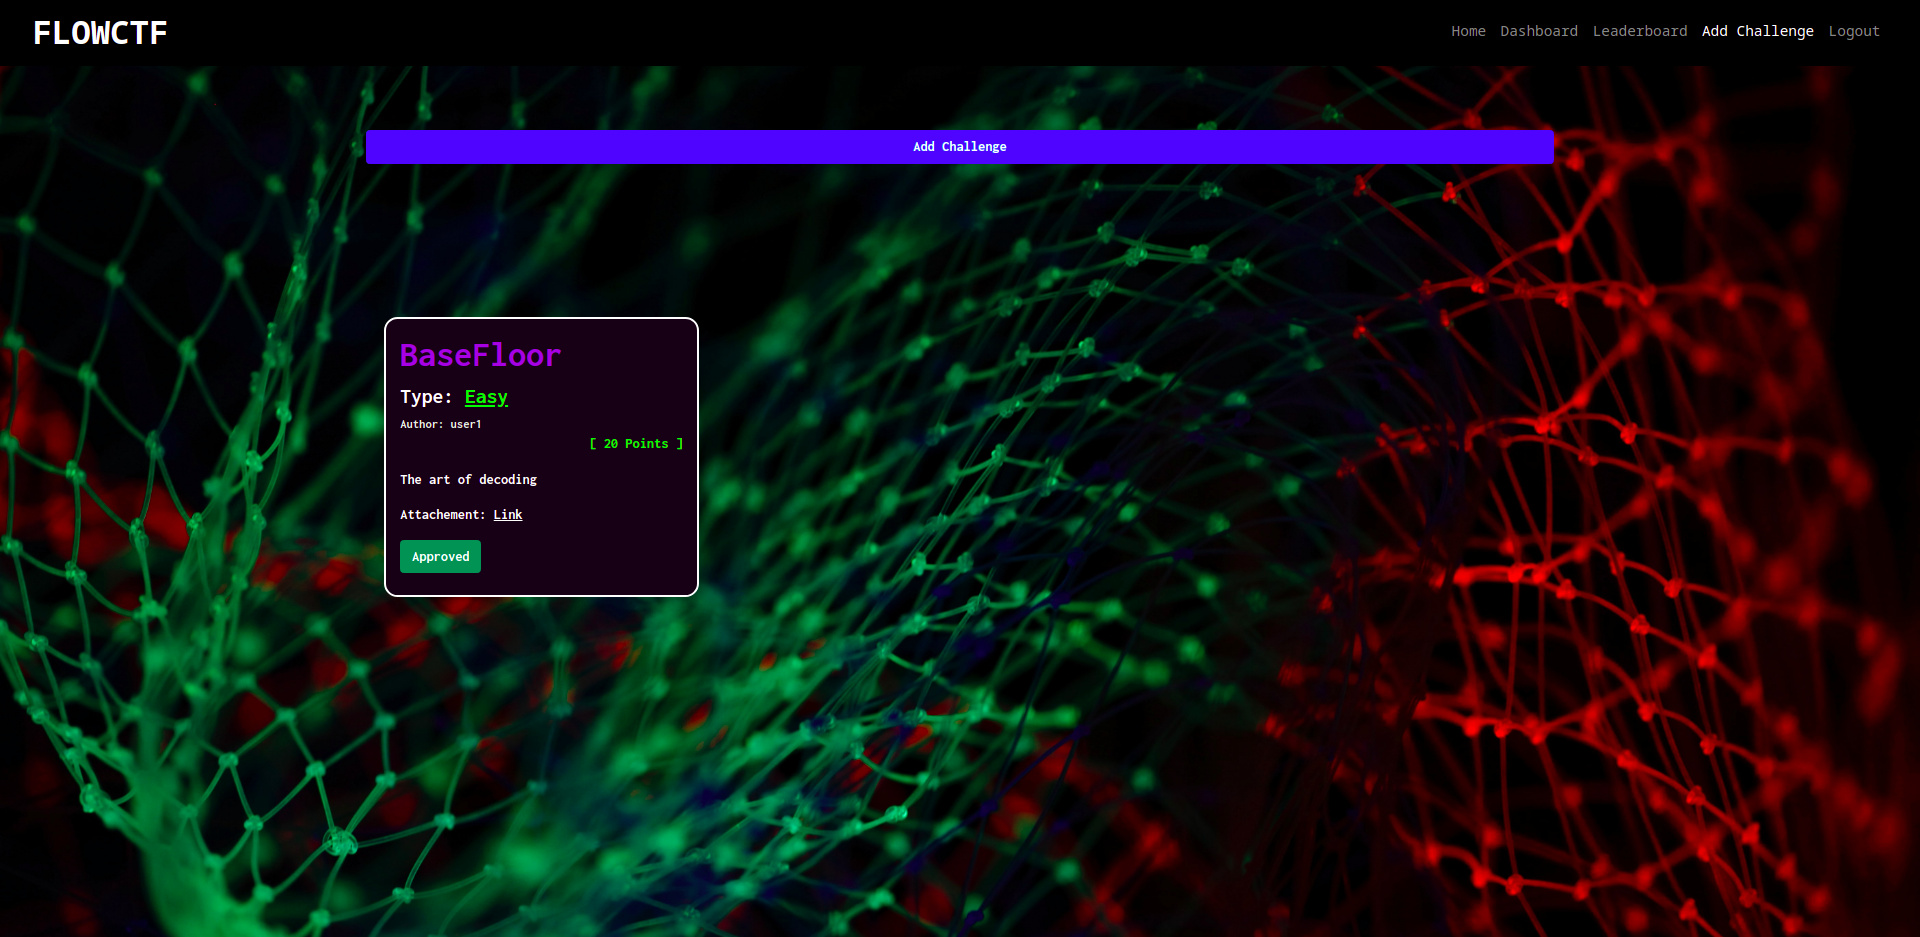 FLOWCTF
Home Dashboard Leaderboard Add Challenge Logout
Add Challenge
BaseFloor
Type: Easy
Author: user1
[ 20 Points ]
The art of decoding
Attachement: Link
Approved